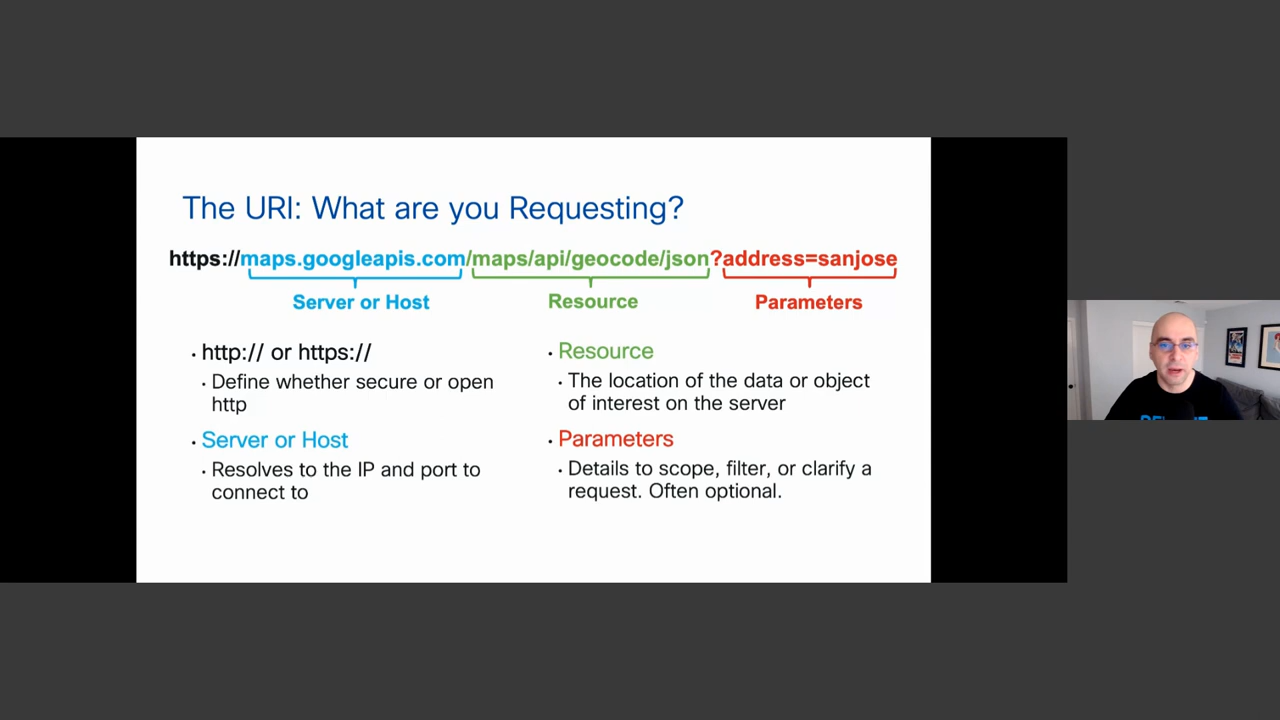 The URI: What are you Requesting?
https://maps.googleapis.com/maps/api/geocode/json?address=sanjose
Server or Host
Resource
Parameters
· http:// or https://
· Define whether secure or open
http
· Server or Host
· Resolves to the IP and port to
connect to
· Resource
· The location of the data or object
of interest on the server
· Parameters
· Details to scope, filter, or clarify a
request. Often optional.